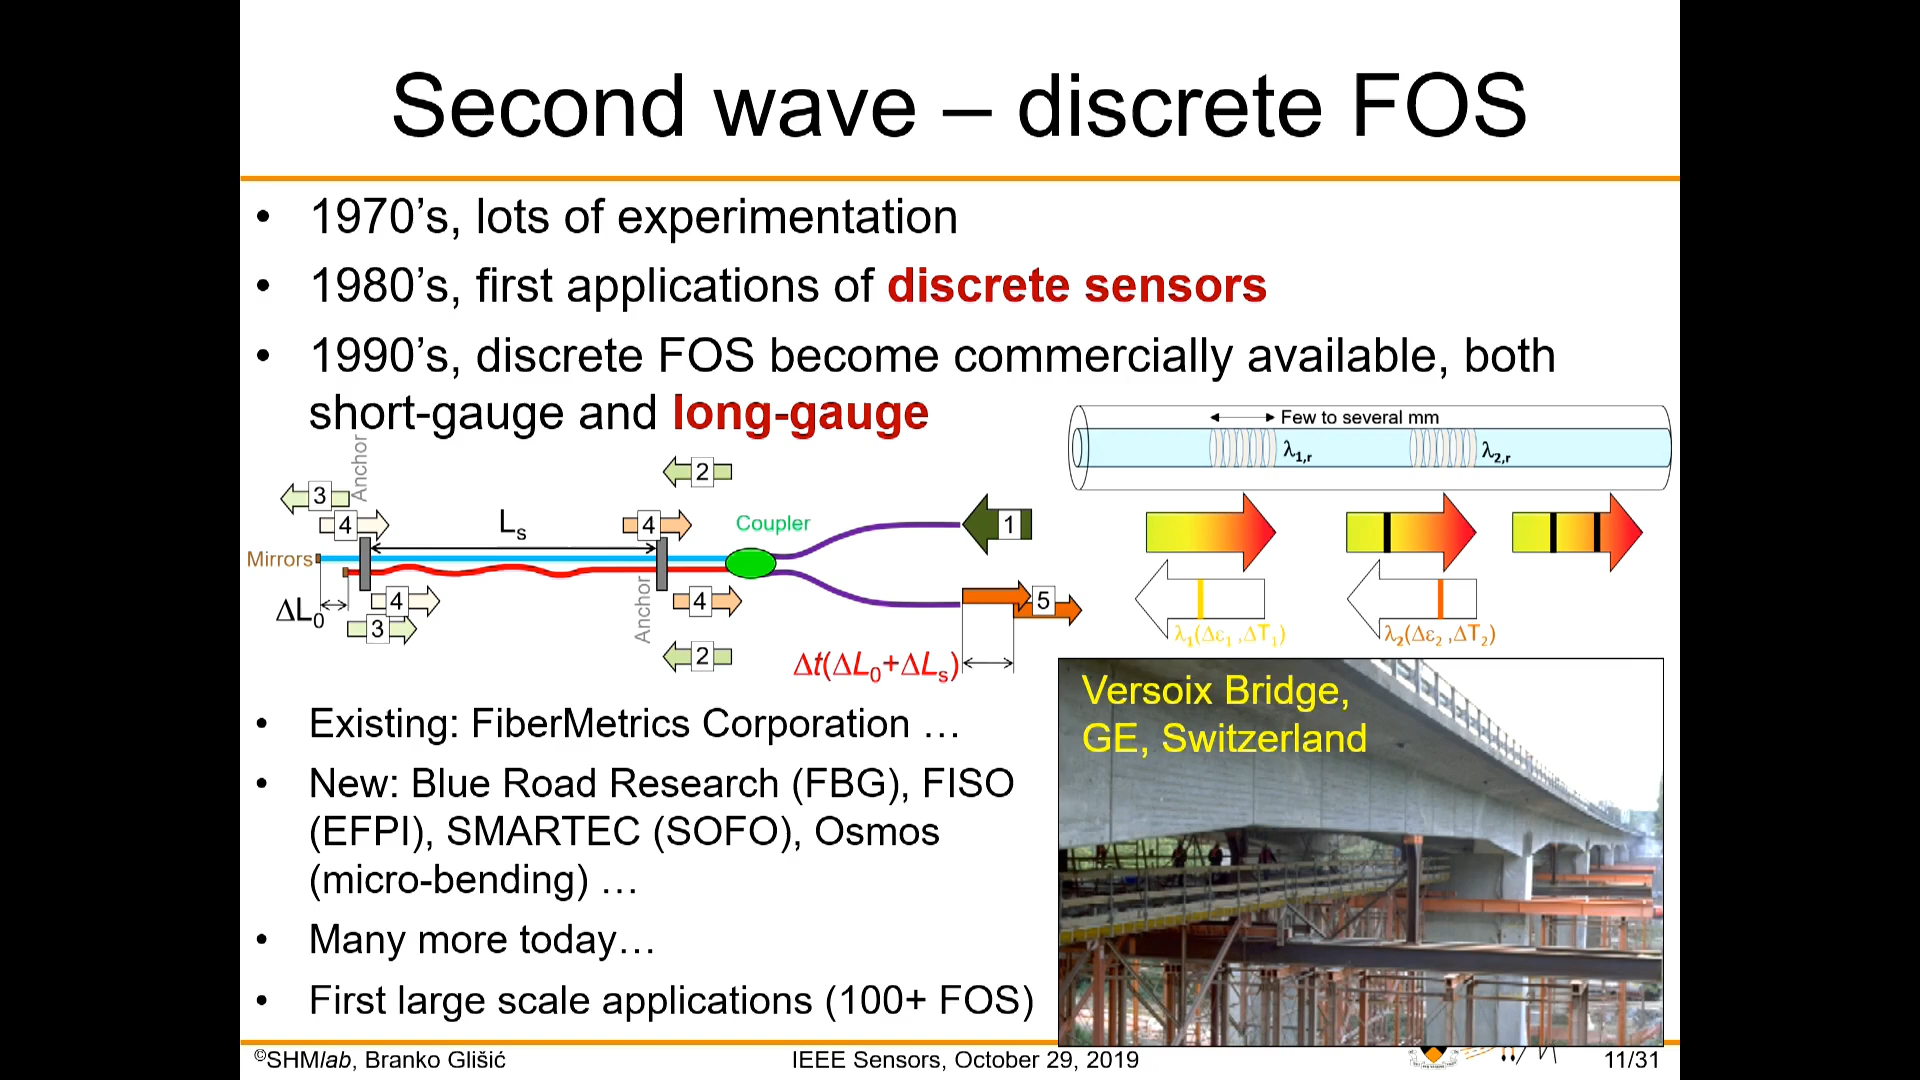 Second wave – discrete FOS
• 1970’s, lots of experimentation
• 1980’s, first applications of discrete sensors
• 1990’s, discrete FOS become commercially available, both
short-gauge and long-gauge
Few to several mm
λ1,r
λ2,r
Anchor
2
3
4
Ls
4
Coupler
1
Mirrors
ΔL0
4
3
Anchor
4
2
5
Δt(ΔL0+ΔLs)
λ1(Δε1 ,ΔT1)
λ2(Δε2 ,ΔT2)
Versoix Bridge,
GE, Switzerland
• Existing: FiberMetrics Corporation …
• New: Blue Road Research (FBG), FISO
(EFPI), SMARTEC (SOFO), Osmos
(micro-bending) …
• Many more today…
• First large scale applications (100+ FOS)
©SHMlab, Branko Glišić
IEEE Sensors, October 29, 2019
11/31